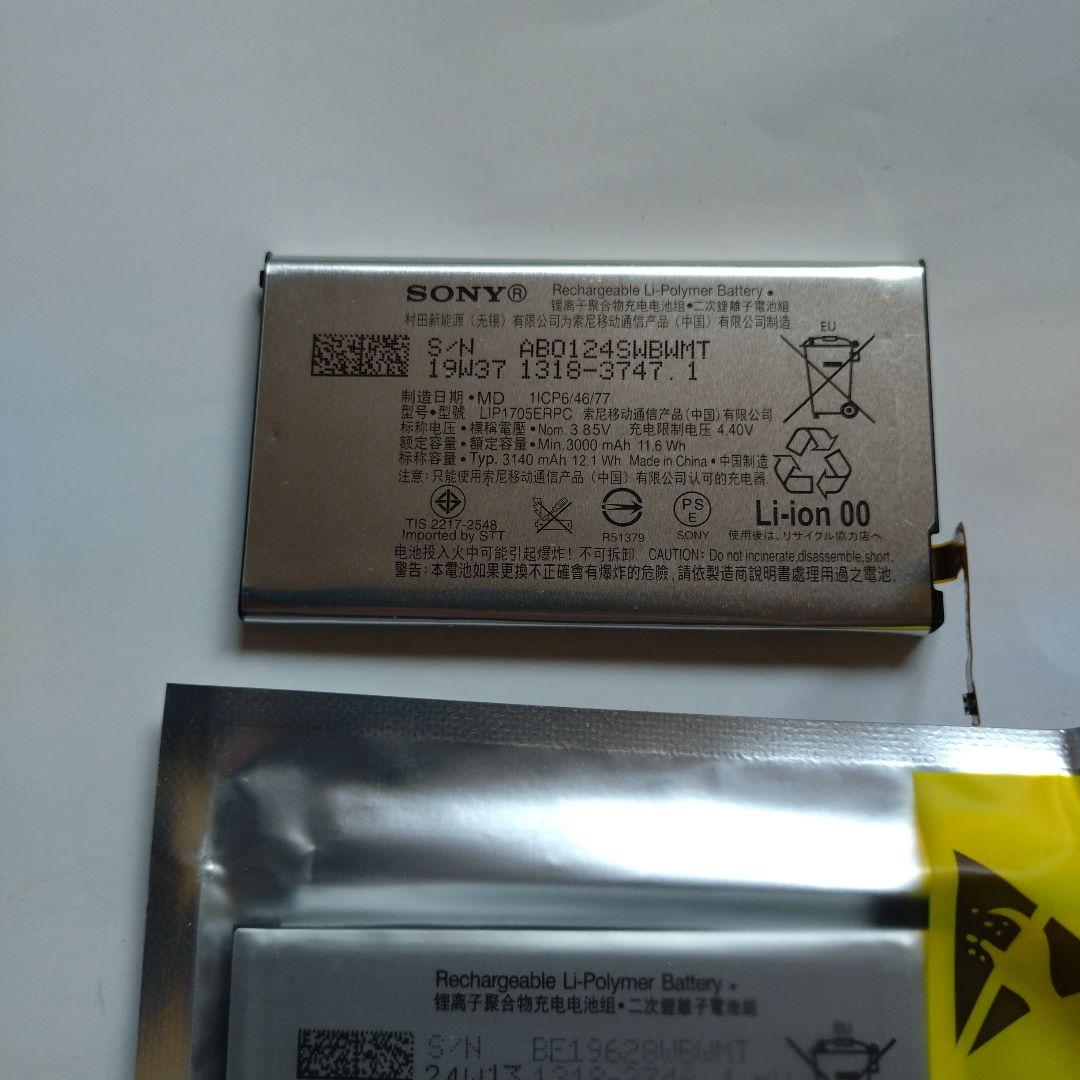 SONY® Rechargeable Li-Polymer Battery •
锂离子聚合物充电电池组•二次鋰離子電池組
村田新能源（无锡）有限公司为索尼移动通信产品（中国）有限公司制造
EU
S/N AB0124SWBWMT
19W37 1318-3747.1
制造日期•MD 1ICP6/46/77
型号•型號 LIP1705ERPC 索尼移动通信产品(中国)有限公司
标称电压•標稱電壓•Nom. 3.85V 充电限制电压 4.40V
额定容量•額定容量•Min. 3000 mAh 11.6 Wh
标称容量•Typ. 3140 mAh 12.1 Wh Made in China • 中国制造
注意: 只能使用索尼移动通信产品（中国）有限公司认可的充电器
TIS 2217-2548
Imported by STT
R51379
PS
E
SONY
Li-ion 00
使用後は、リサイクル協力店へ
电池投入火中可能引起爆炸！不可拆卸. CAUTION: Do not incinerate,disassemble,short.
警告:本電池如果更換不正確會有爆炸的危險,請依製造商說明書處理用過之電池.
Rechargeable Li-Polymer Battery •
锂离子聚合物充电电池组•二次鋰離子電池組
EU
S/N BE19628WBWMT
24W13 1318-3746